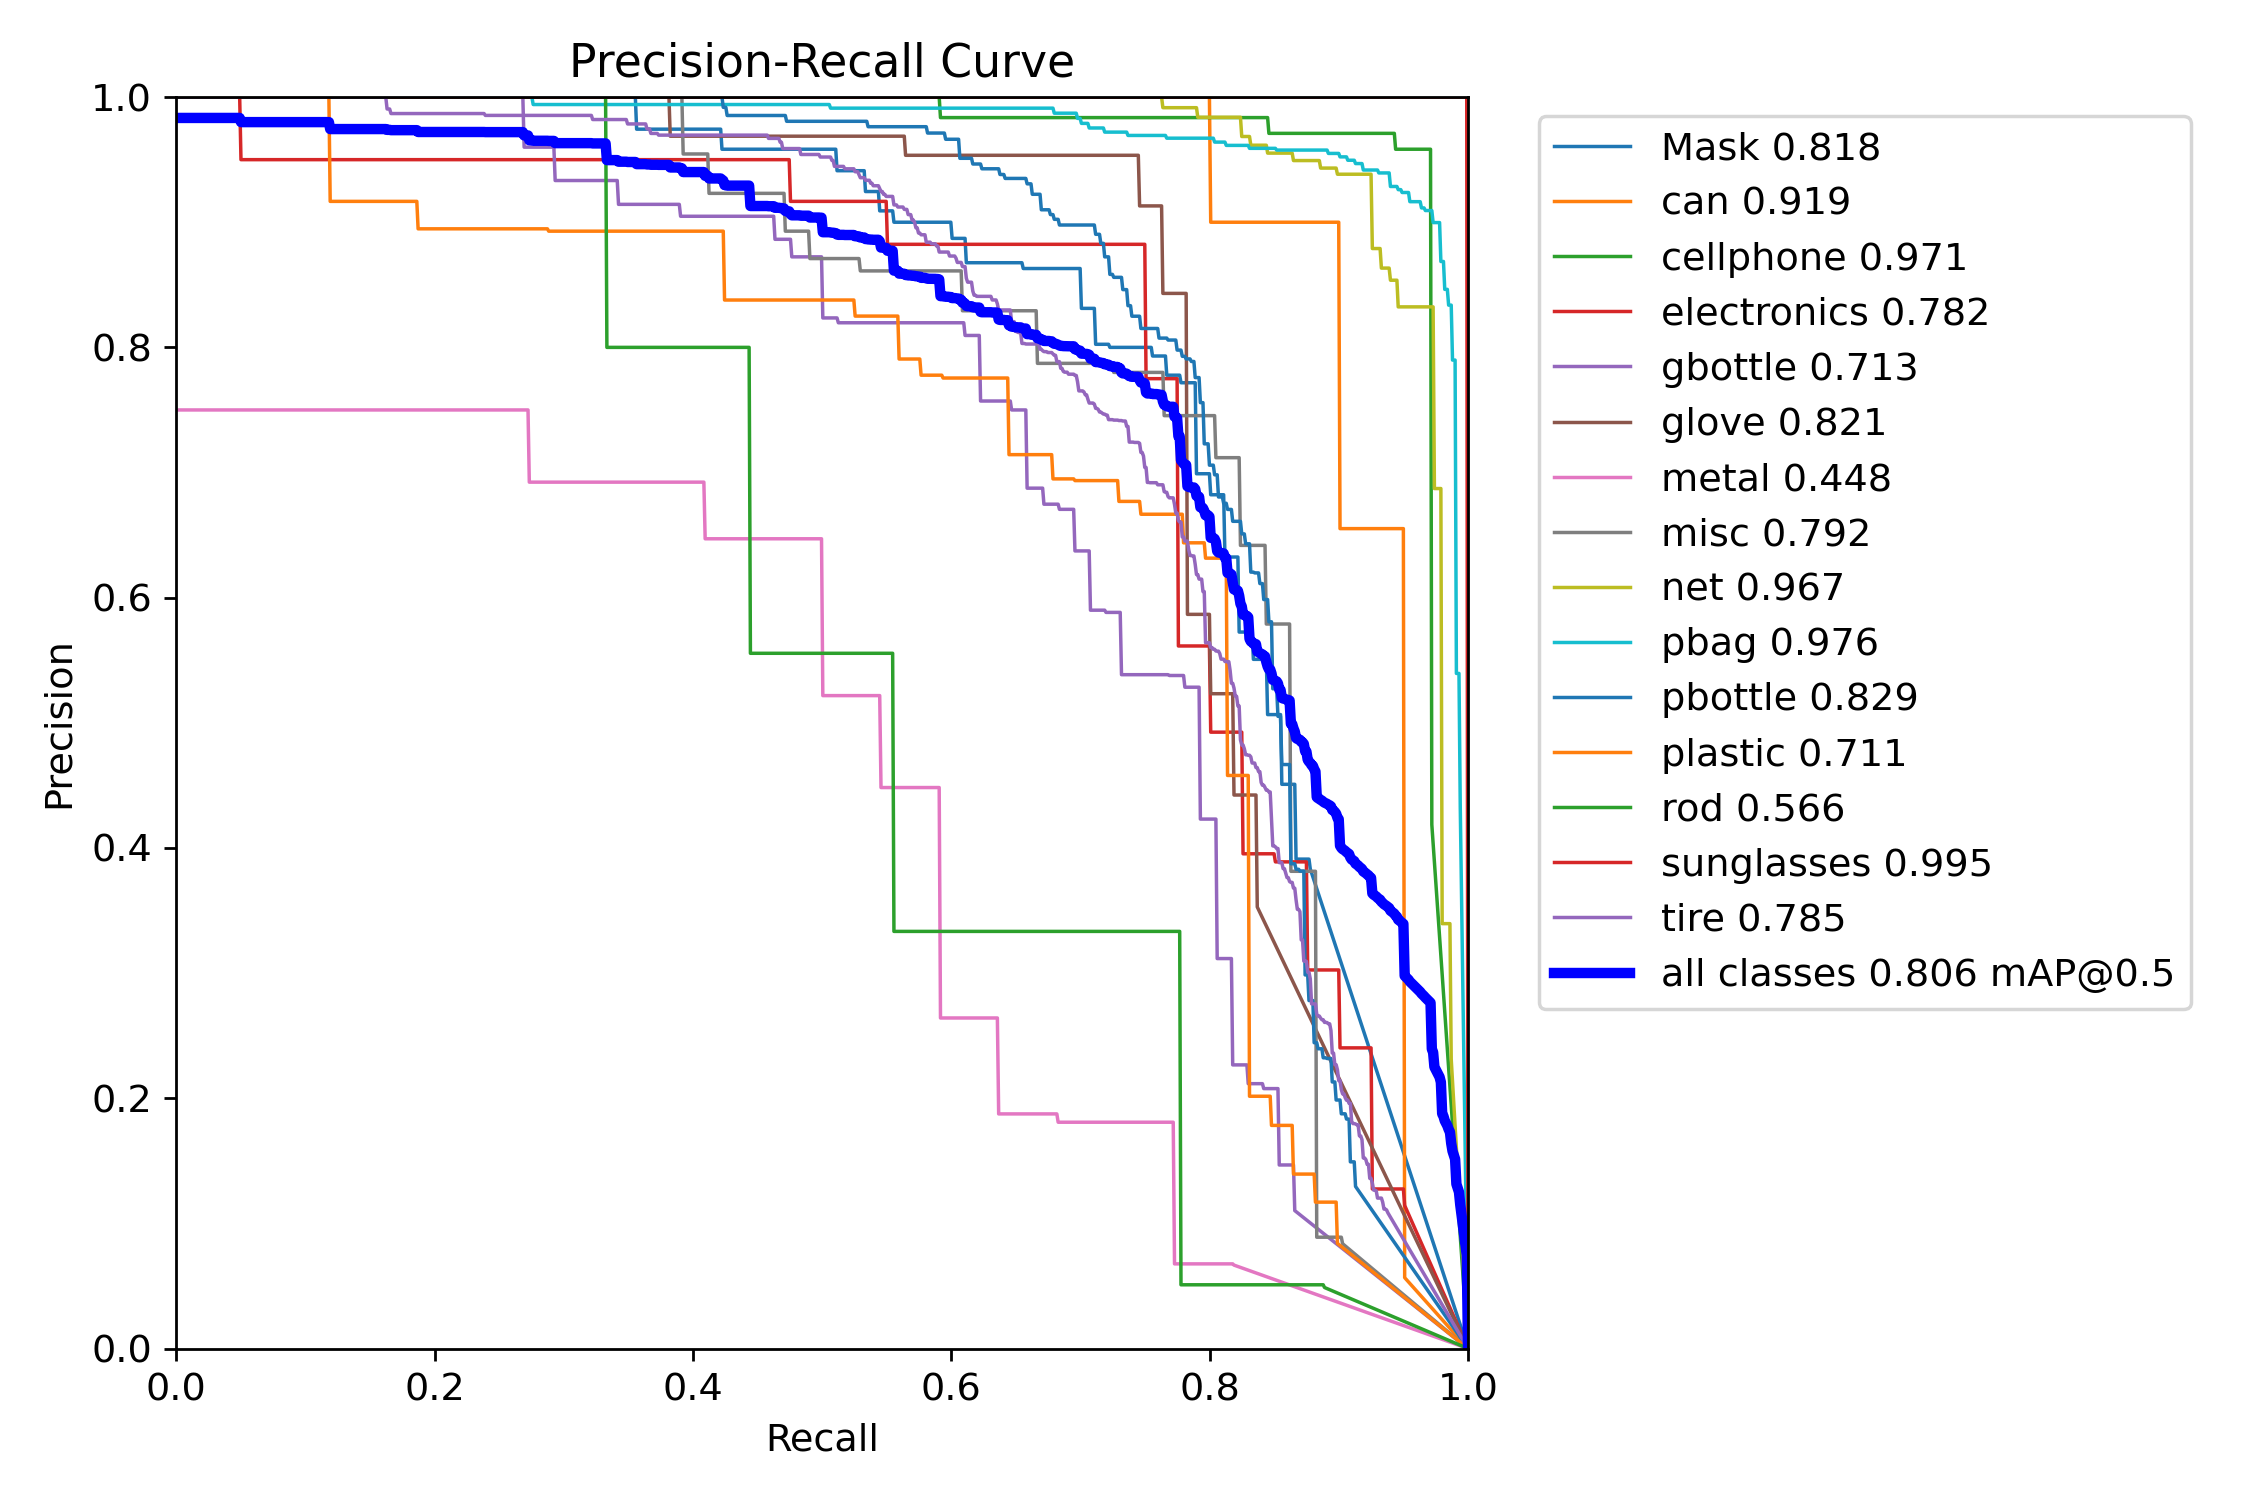 Precision-Recall Curve
1.0
0.8
0.6
0.4
0.2
0.0
Precision
0.0 0.2 0.4 0.6 0.8 1.0
Recall
Mask 0.818
can 0.919
cellphone 0.971
electronics 0.782
gbottle 0.713
glove 0.821
metal 0.448
misc 0.792
net 0.967
pbag 0.976
pbottle 0.829
plastic 0.711
rod 0.566
sunglasses 0.995
tire 0.785
all classes 0.806 mAP@0.5